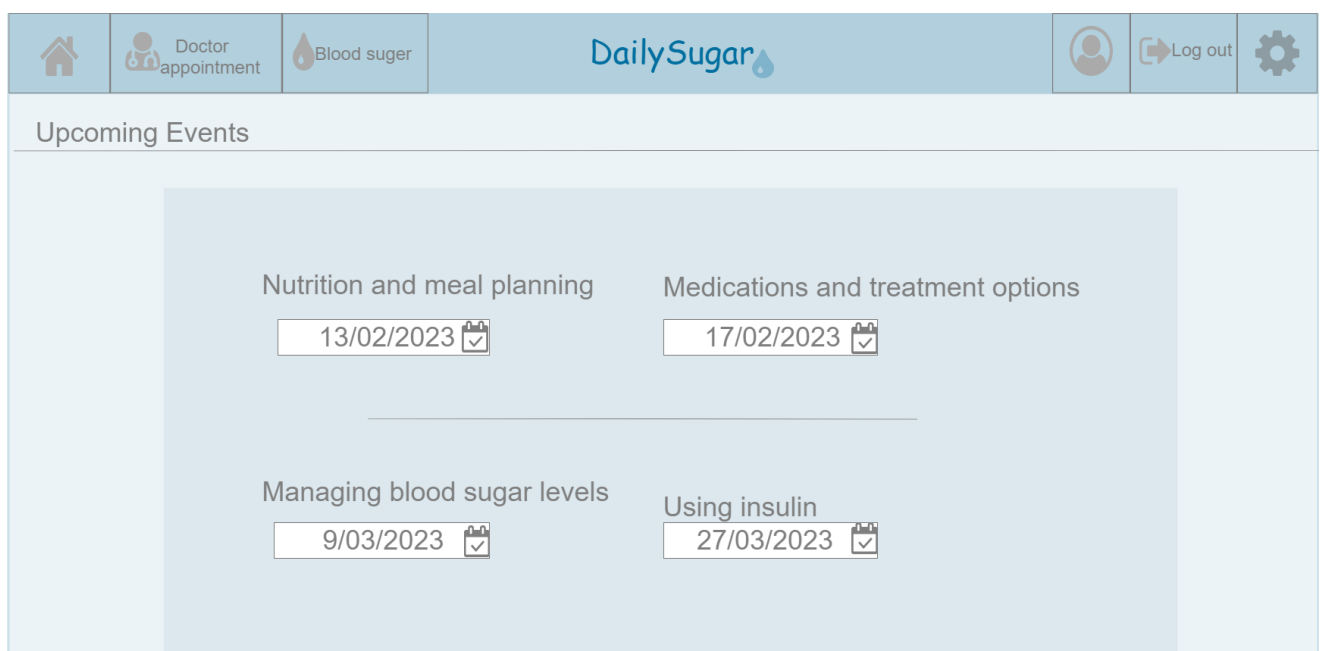 Doctor
appointment
Blood suger
DailySugar
Log out
Upcoming Events
Nutrition and meal planning
13/02/2023
Medications and treatment options
17/02/2023
Managing blood sugar levels
9/03/2023
Using insulin
27/03/2023